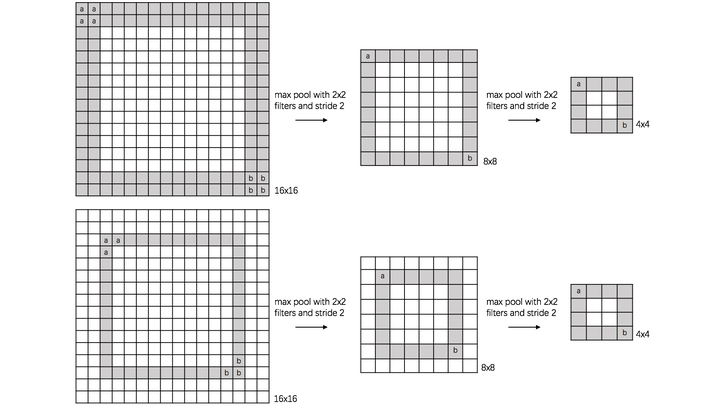 a a
a a
a
a
max pool with 2x2
filters and stride 2
max pool with 2x2
filters and stride 2
b
4x4
b
8x8
b b
b b
16x16
a a
a
a
a
max pool with 2x2
filters and stride 2
max pool with 2x2
filters and stride 2
b
4x4
b
8x8
b
b b
16x16